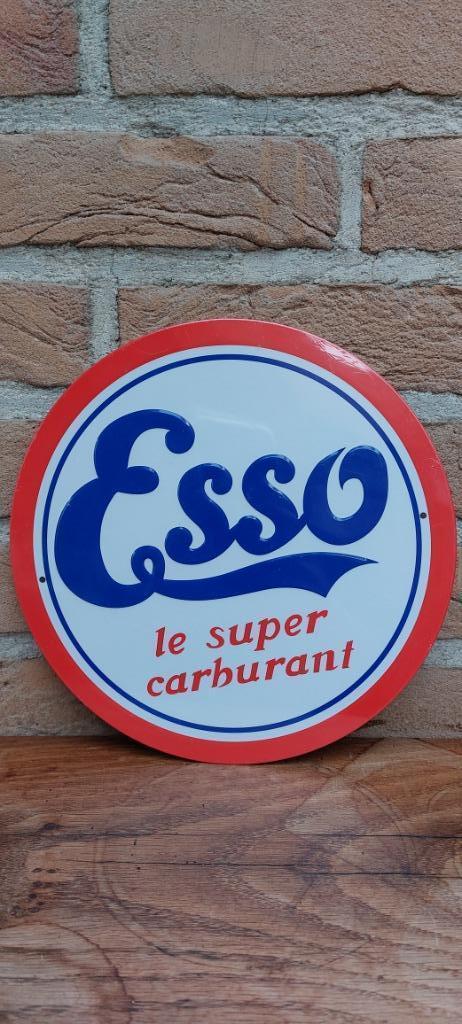 Esso
le super
carburant